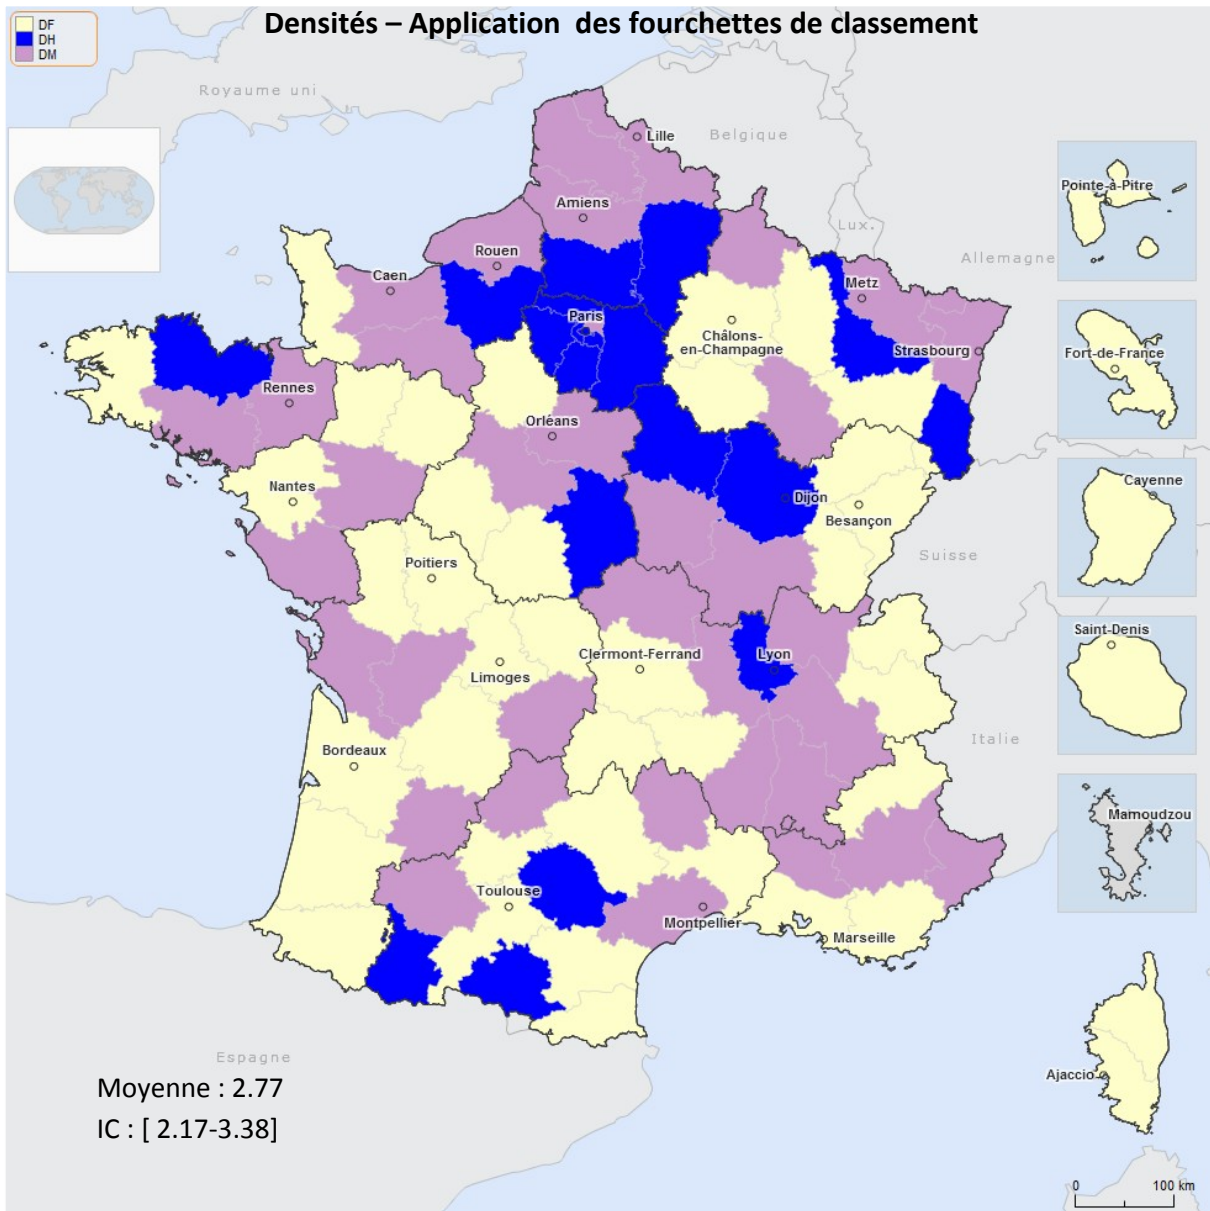 Densités – Application des fourchettes de classement
DF
DH
DM
Royaume uni
Belgique
Lille
Amiens
Pointe-à-Pitre
Lux.
Rouen
Allemagne
Caen
Metz
Paris
Châlons-
en-Champagne
Strasbourg
Fort-de-France
Rennes
Orléans
Cayenne
Nantes
Dijon
Besançon
Suisse
Poitiers
Saint-Denis
Clermont-Ferrand
Lyon
Limoges
Italie
Bordeaux
Mamoudzou
Toulouse
Montpellier
Marseille
Espagne
Ajaccio
Moyenne : 2.77
IC : [ 2.17-3.38]
0 100 km